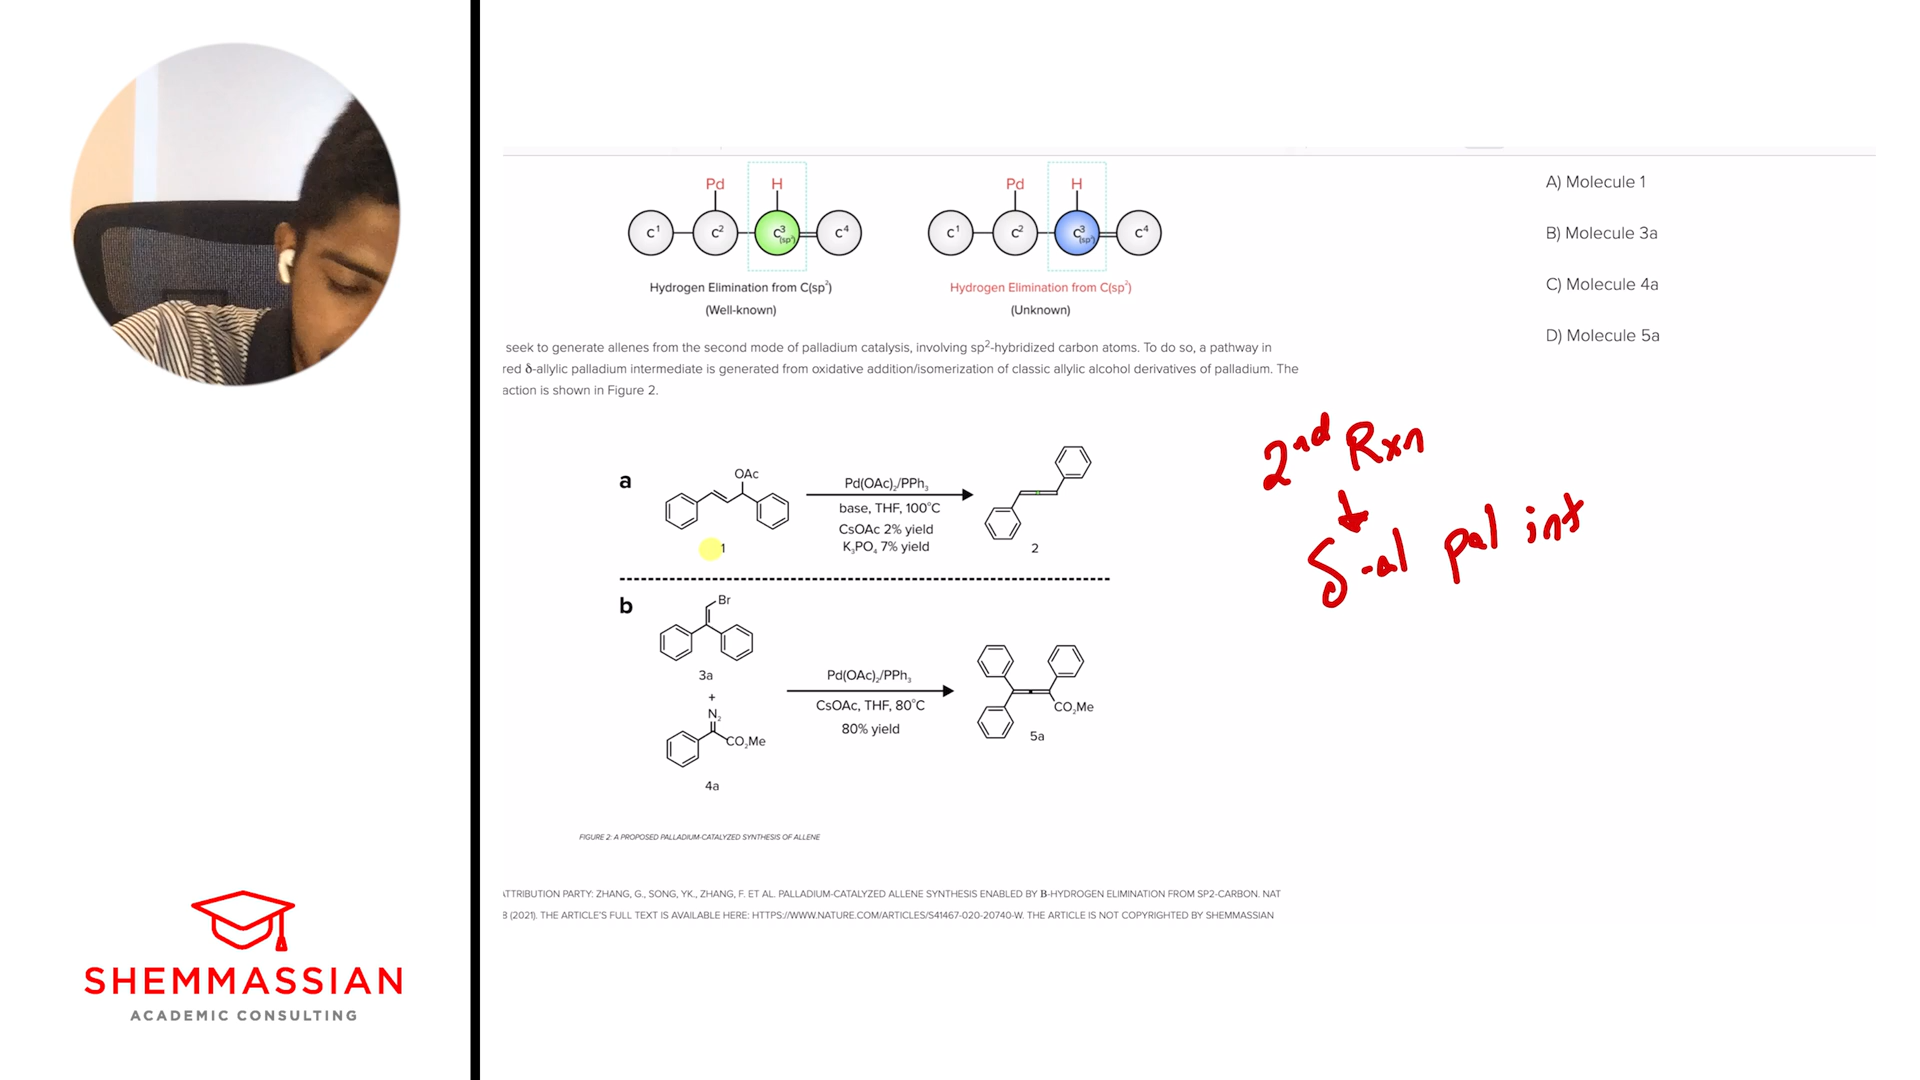 Pd H Pd H
C¹ C² C³ (sp²) C⁴ C¹ C² C³ (sp²) C⁴
Hydrogen Elimination from C(sp²) Hydrogen Elimination from C(sp²)
(Well-known) (Unknown)
seek to generate allenes from the second mode of palladium catalysis, involving sp²-hybridized carbon atoms. To do so, a pathway in
red δ-allylic palladium intermediate is generated from oxidative addition/isomerization of classic allylic alcohol derivatives of palladium. The
action is shown in Figure 2.
a
OAc
1
Pd(OAc)₂/PPh₃
base, THF, 100°C
CsOAc 2% yield
K₃PO₄ 7% yield
2
b
Br
3a
+
N₂
CO₂Me
4a
Pd(OAc)₂/PPh₃
CsOAc, THF, 80°C
80% yield
CO₂Me
5a
FIGURE 2: A PROPOSED PALLADIUM-CATALYZED SYNTHESIS OF ALLENE
ATTRIBUTION PARTY: ZHANG, G., SONG, YK., ZHANG, F. ET AL. PALLADIUM-CATALYZED ALLENE SYNTHESIS ENABLED BY Β-HYDROGEN ELIMINATION FROM SP2-CARBON. NAT
8 (2021). THE ARTICLE'S FULL TEXT IS AVAILABLE HERE: HTTPS://WWW.NATURE.COM/ARTICLES/S41467-020-20740-W. THE ARTICLE IS NOT COPYRIGHTED BY SHEMMASSIAN
A) Molecule 1
B) Molecule 3a
C) Molecule 4a
D) Molecule 5a
2nd Rxn
δ-al pal int
SHEMMASSIAN
ACADEMIC CONSULTING